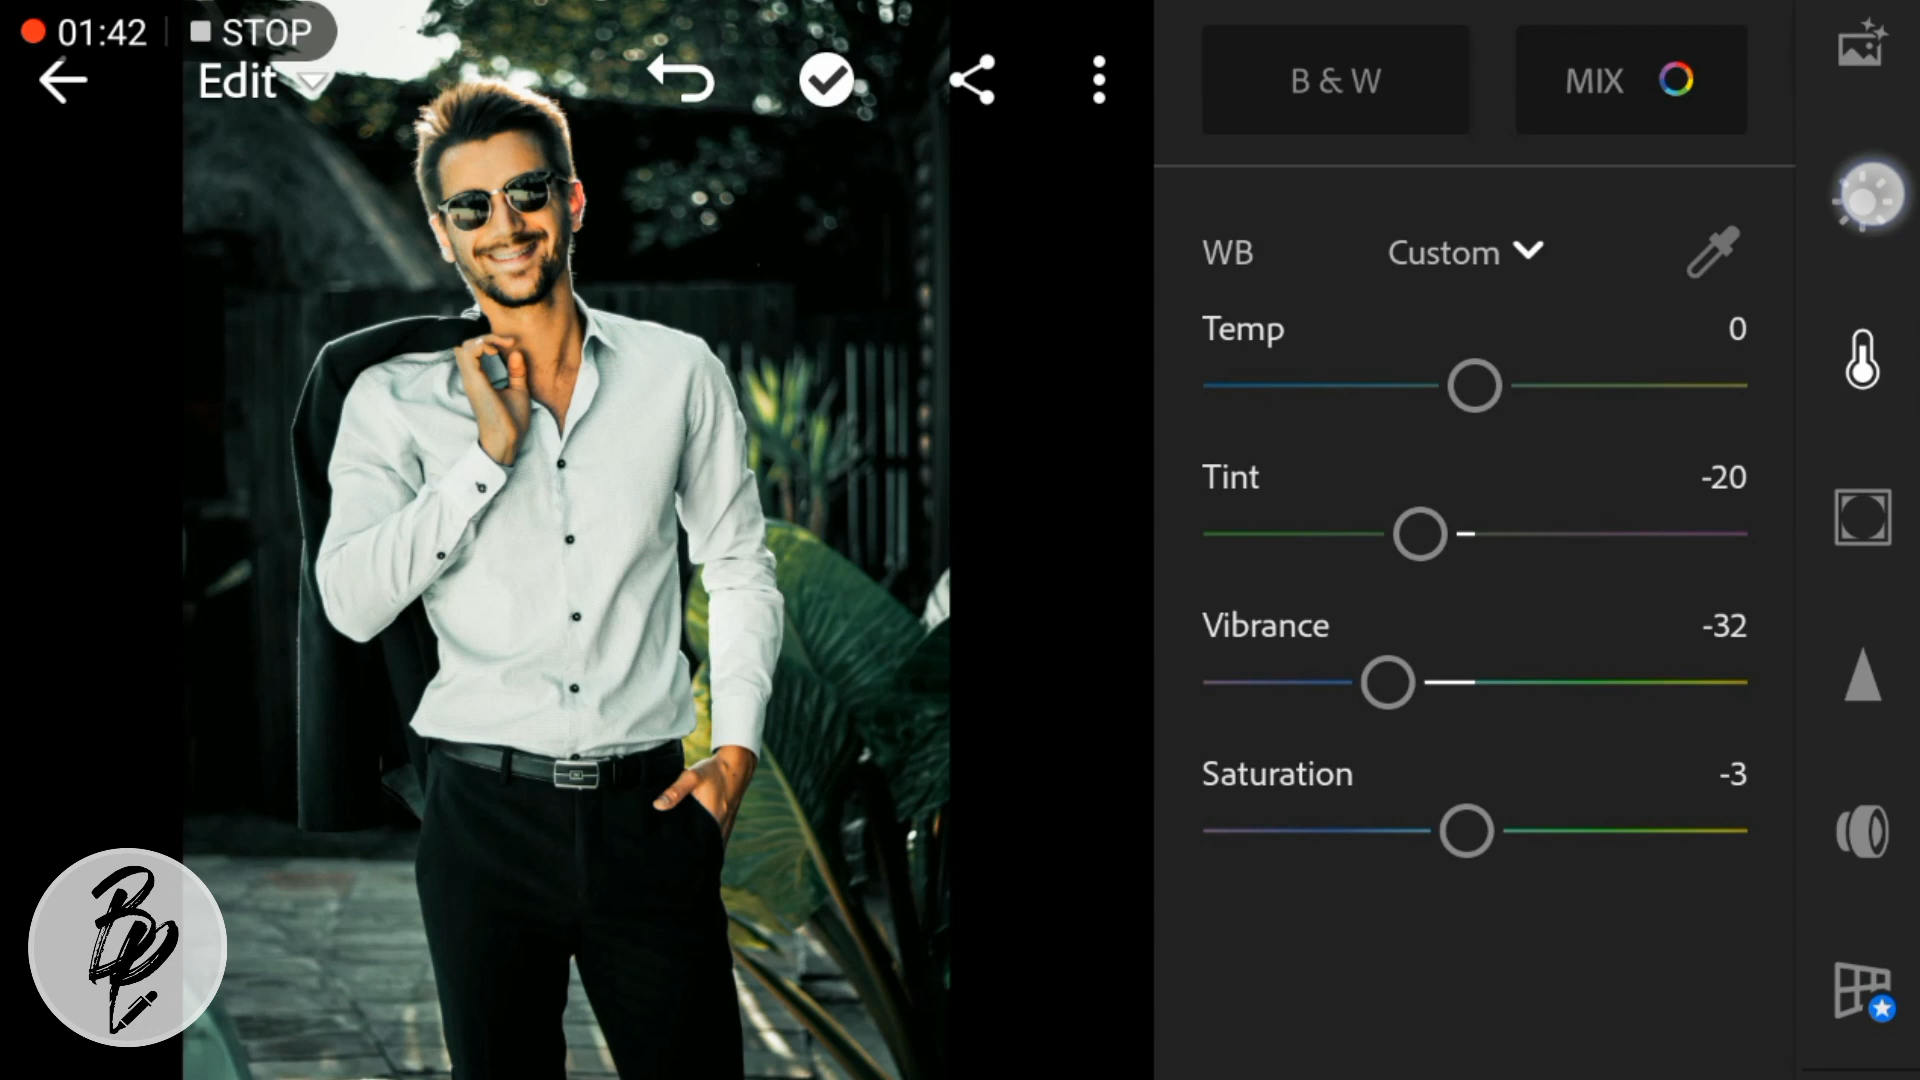 01:42 STOP
Edit
B & W
MIX
WB Custom
Temp 0
Tint -20
Vibrance -32
Saturation -3